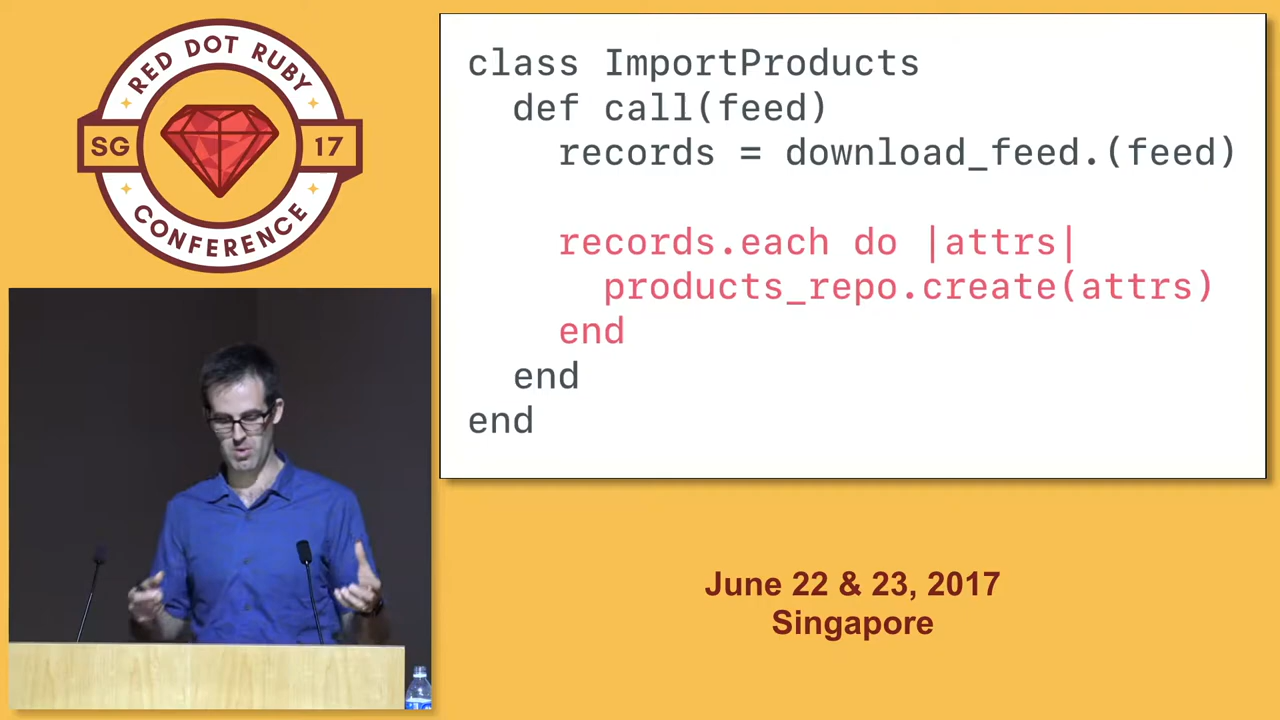 RED DOT RUBY
SG 17
CONFERENCE
class ImportProducts
  def call(feed)
    records = download_feed.(feed)
    records.each do |attrs|
      products_repo.create(attrs)
    end
  end
end
June 22 & 23, 2017
Singapore